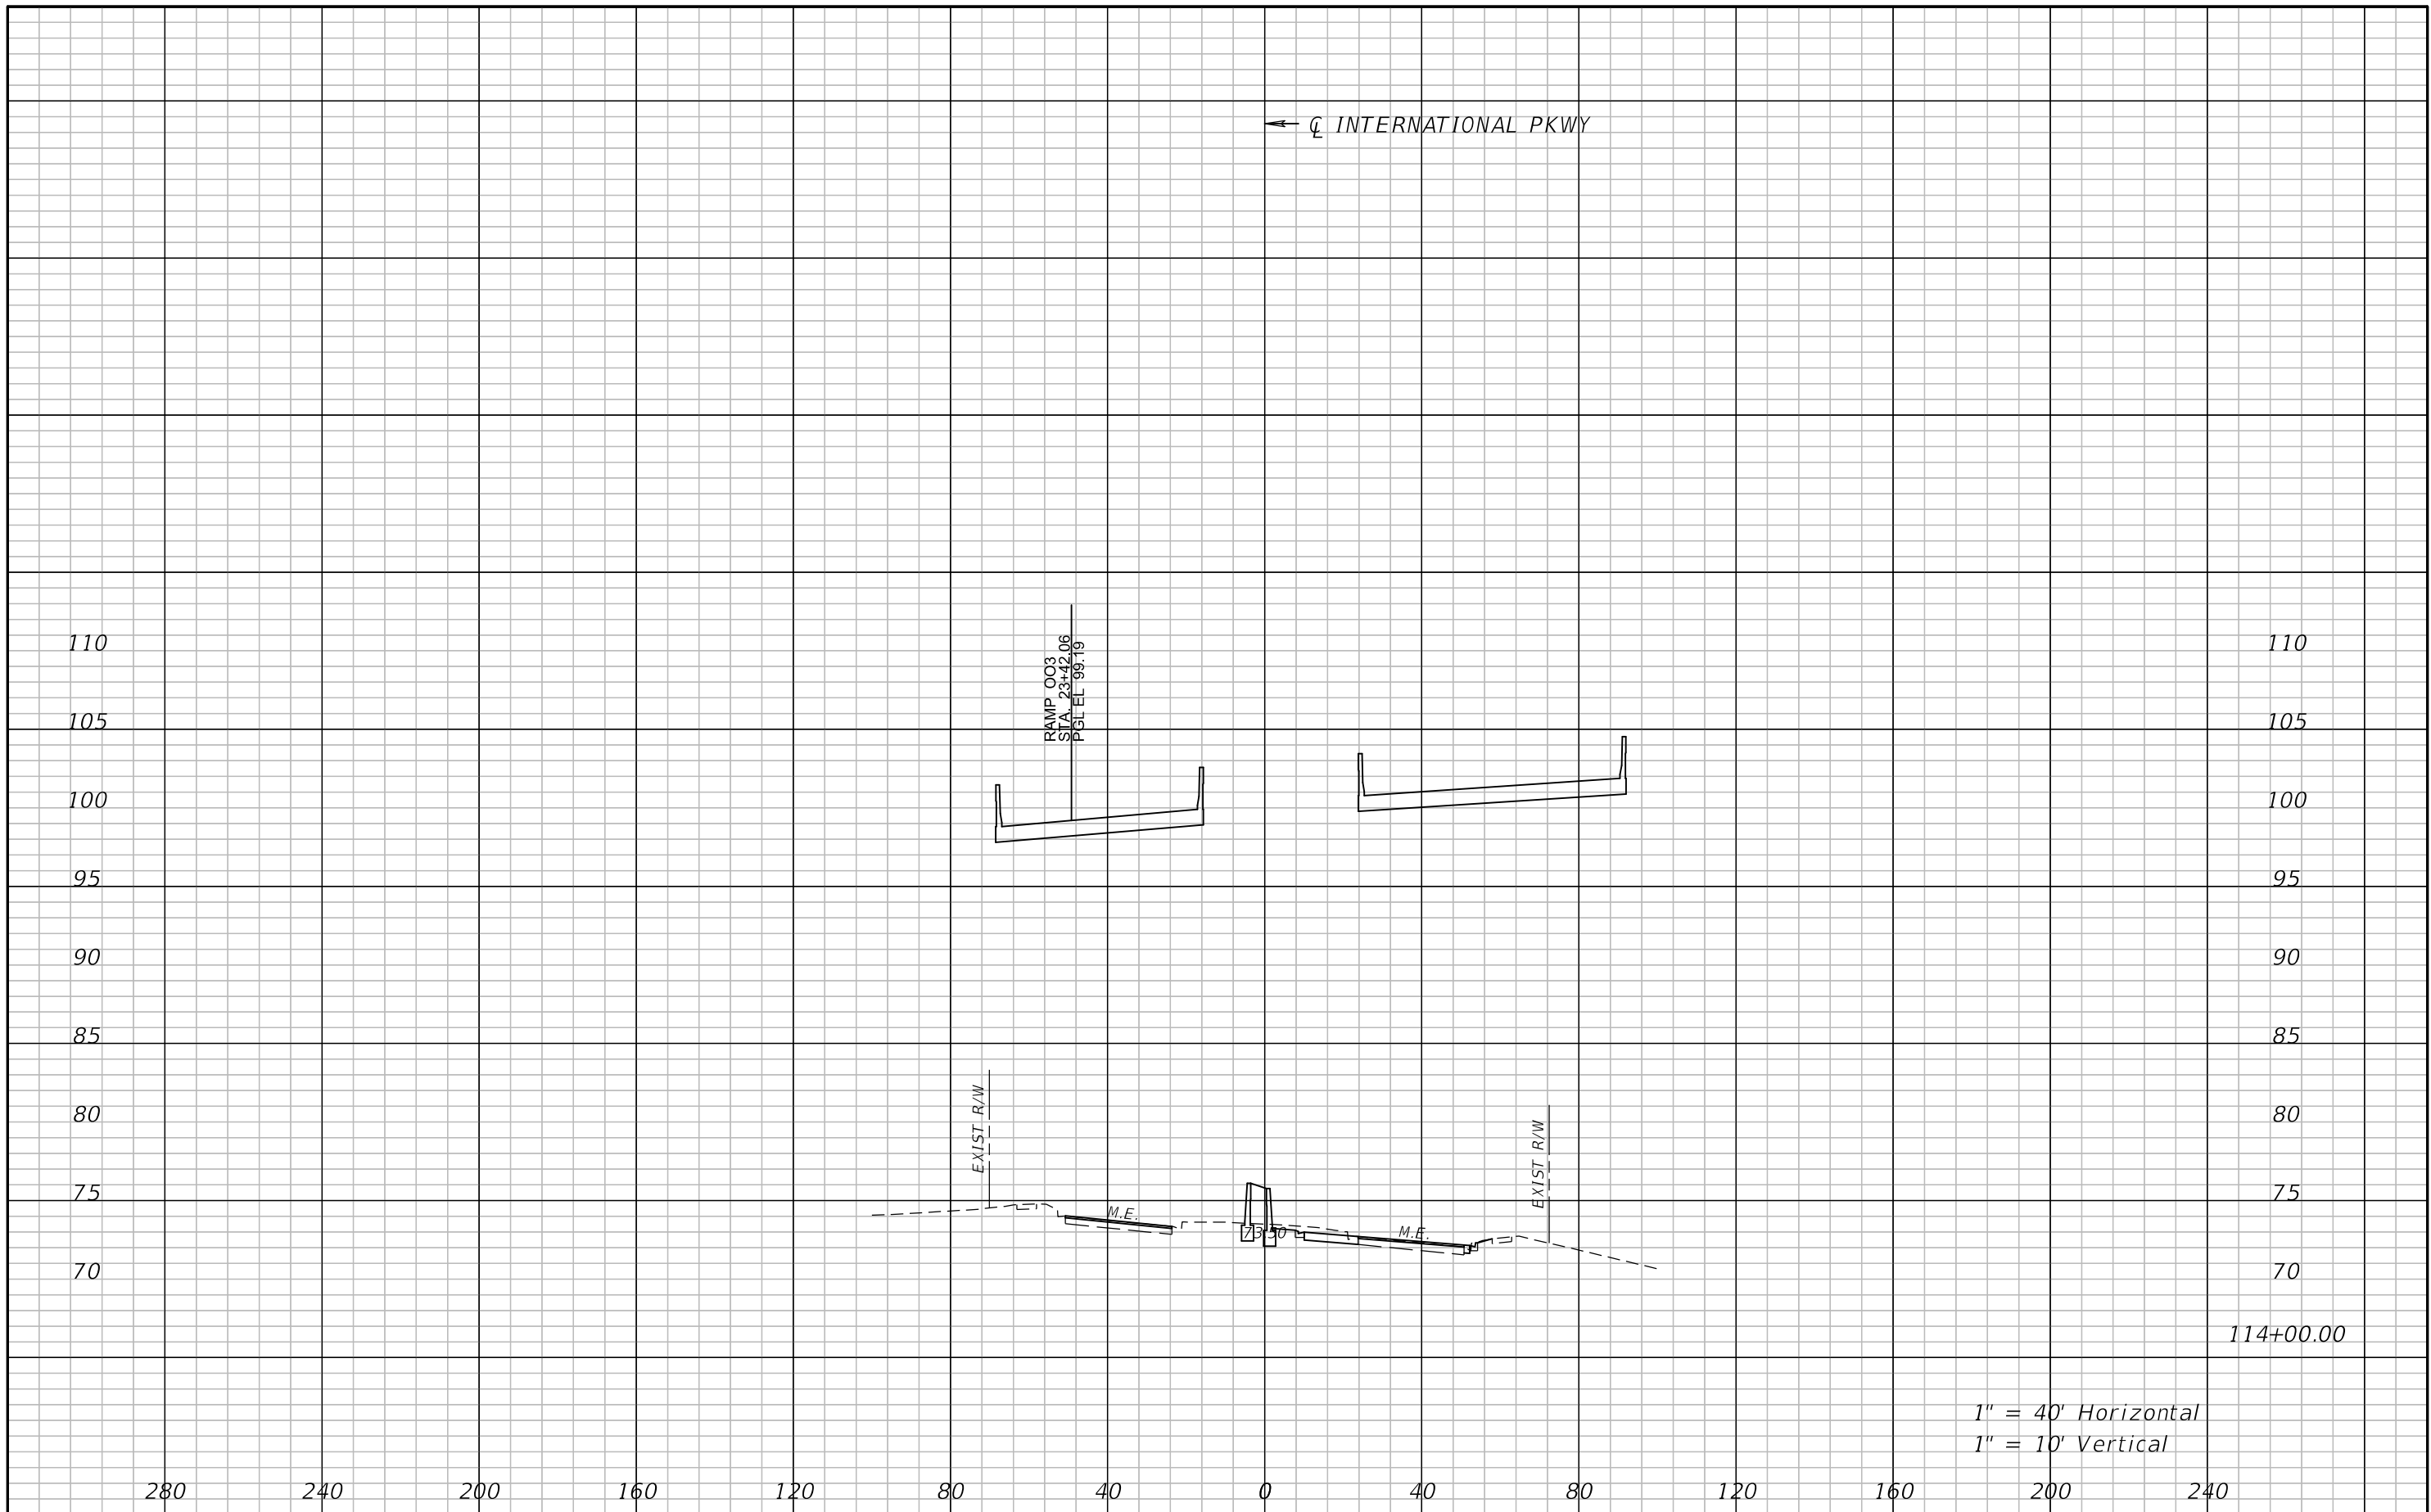 ℄ INTERNATIONAL PKWY
RAMP OO3
STA. 23+42.06
PGL EL 99.19
110 110
105 105
100 100
95 95
90 90
85 85
EXIST R/W
EXIST R/W
80 80
75 75
M.E.
73.50
M.E.
70 70
114+00.00
1" = 40' Horizontal
1" = 10' Vertical
280 240 200 160 120 80 40 0 40 80 120 160 200 240